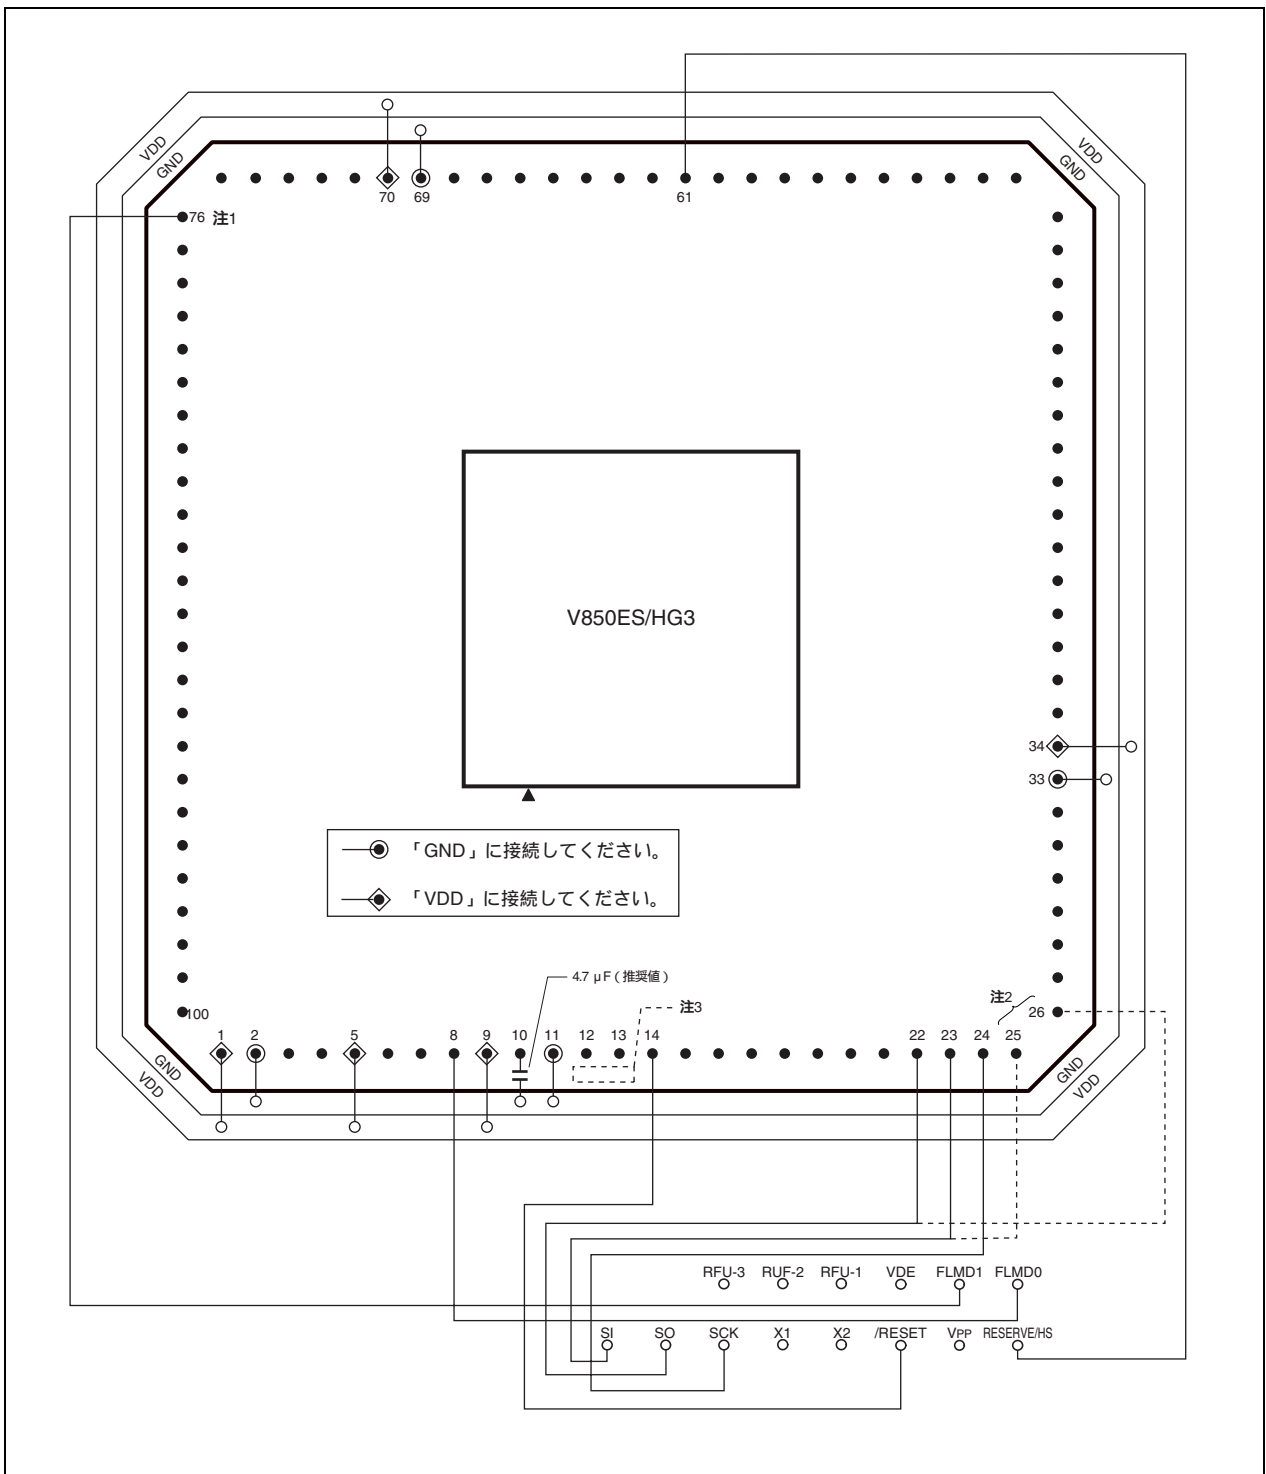 VDD
GND
VDD
GND
70 69 61
76 注1
V850ES/HG3
34
33
「GND」に接続してください。
「VDD」に接続してください。
4.7 μF(推奨値)
注3
注2
100
26
1 2 5 8 9 10 11 12 13 14 22 23 24 25
GND
VDD
GND
VDD
RFU-3 RUF-2 RFU-1 VDE FLMD1 FLMD0
SI SO SCK X1 X2 /RESET VPP RESERVE/HS